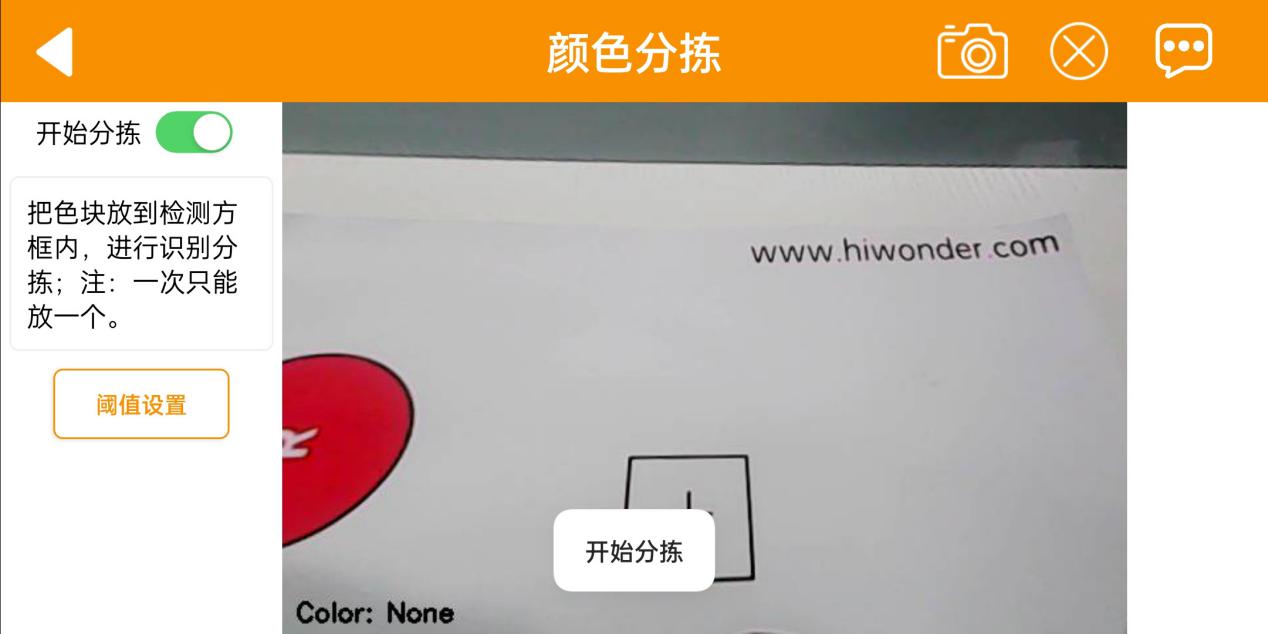 颜色分拣
开始分拣
把色块放到检测方
框内，进行识别分
拣；注：一次只能
放一个。
阈值设置
www.hiwonder.com
R
开始分拣
Color: None